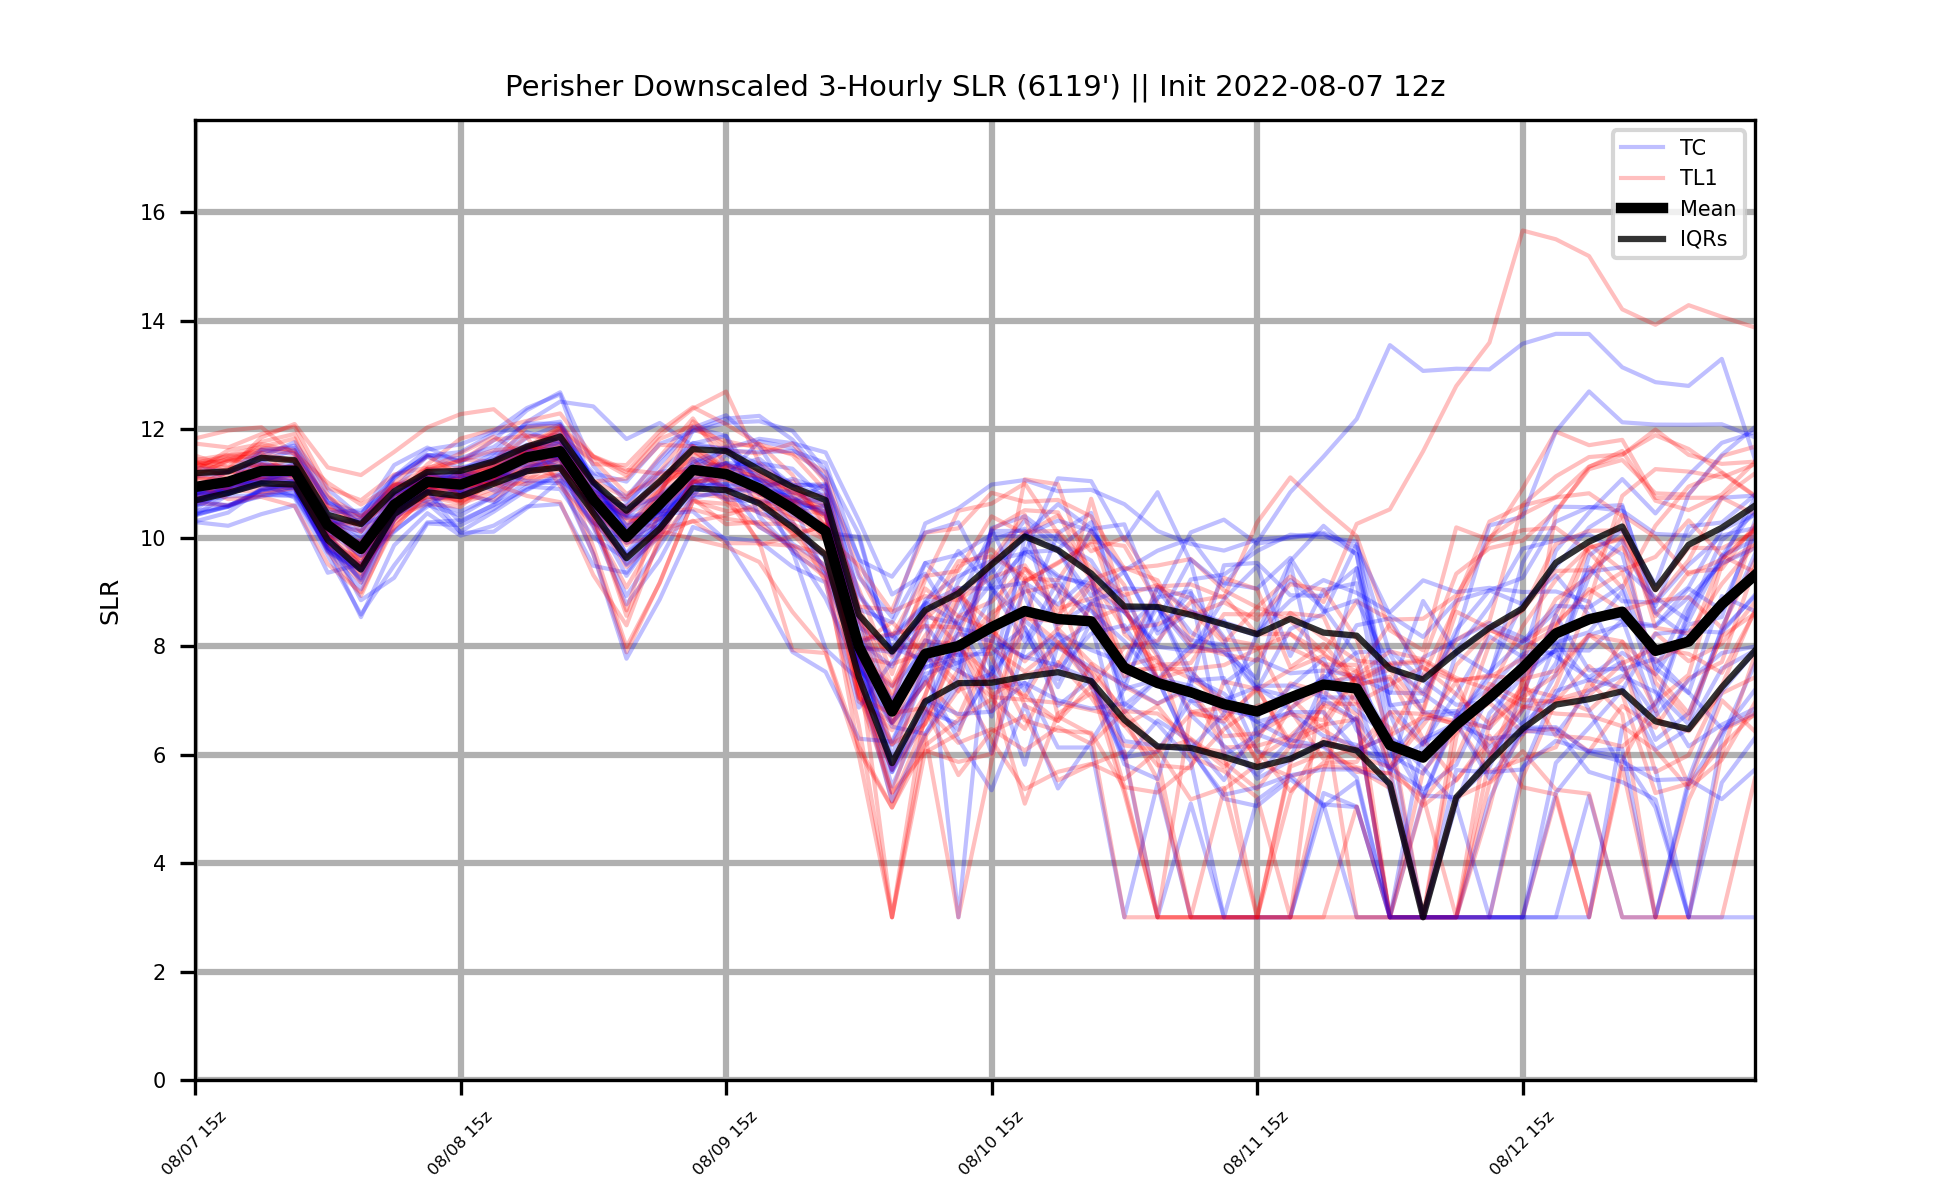 Perisher Downscaled 3-Hourly SLR (6119') || Init 2022-08-07 12z
TC
TL1
Mean
IQRs
SLR
16
14
12
10
8
6
4
2
0
08/07 15z
08/08 15z
08/09 15z
08/10 15z
08/11 15z
08/12 15z